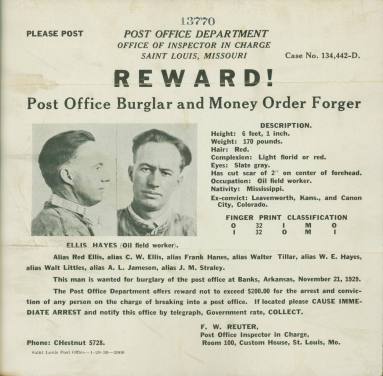 13770
PLEASE POST
POST OFFICE DEPARTMENT
OFFICE OF INSPECTOR IN CHARGE
SAINT LOUIS, MISSOURI
Case No. 134,442-D.
REWARD!
Post Office Burglar and Money Order Forger
DESCRIPTION.
Height: 6 feet, 1 inch.
Weight: 170 pounds.
Hair: Red.
Complexion: Light florid or red.
Eyes: Slate gray.
Has cut scar of 2" on center of forehead.
Occupation: Oil field worker.
Nativity: Mississippi.
Ex-convict: Leavenworth, Kans., and Canon
City, Colorado.
FINGER PRINT CLASSIFICATION
O 32 I M O
I 32 O M I
ELLIS HAYES (Oil field worker).
Alias Red Ellis, alias C. W. Ellis, alias Frank Hanes, alias Walter Tillar, alias W. E. Hayes,
alias Walt Littles, alias A. L. Jameson, alias J. M. Straley.
This man is wanted for burglary of the post office at Banks, Arkansas, November 21, 1929.
The Post Office Department offers reward not to exceed $200.00 for the arrest and convic-
tion of any person on the charge of breaking into a post office. If located please CAUSE IMME-
DIATE ARREST and notify this office by telegraph, Government rate, COLLECT.
F. W. REUTER,
Post Office Inspector in Charge,
Phone: CHestnut 5728.
Room 100, Custom House, St. Louis, Mo.
Saint Louis Post Office